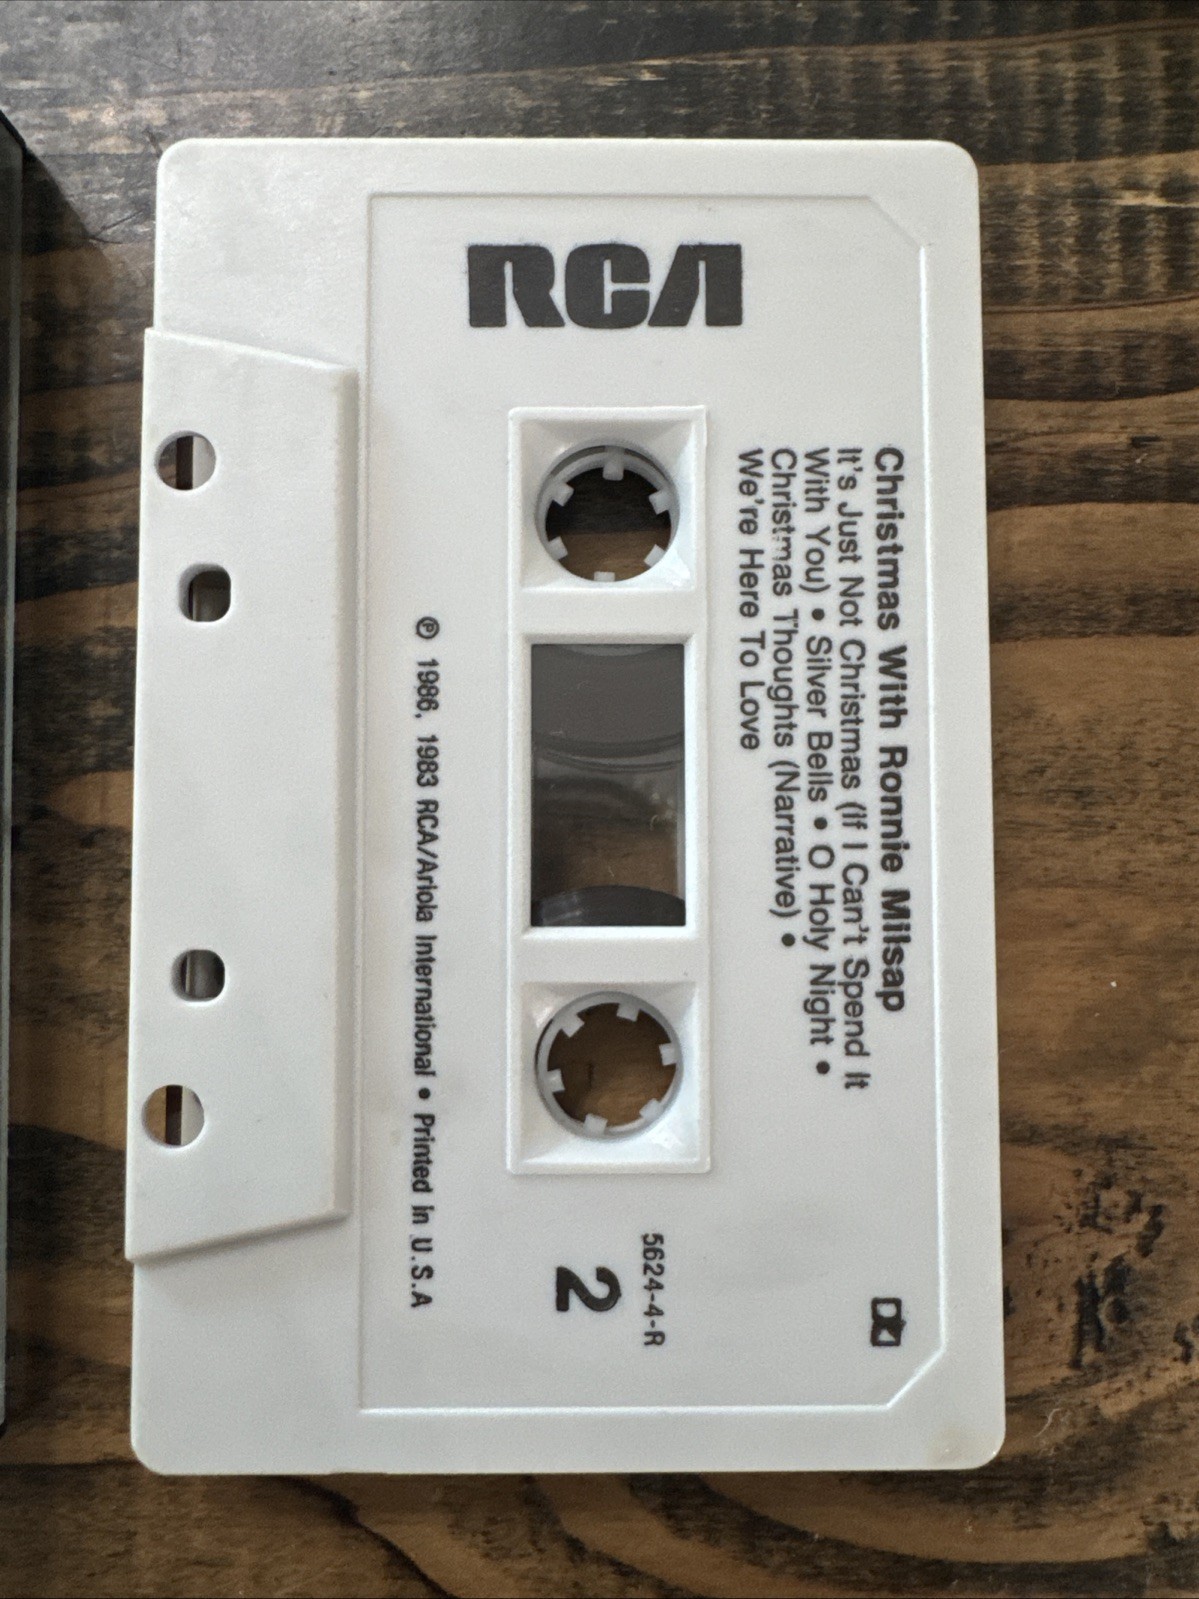 RCA
Christmas With Ronnie Milsap
It's Just Not Christmas (If I Can't Spend It
With You) • Silver Bells • O Holy Night •
Christmas Thoughts (Narrative) •
We're Here To Love
5624-4-R
2
℗ 1986, 1983 RCA/Ariola International • Printed in U.S.A